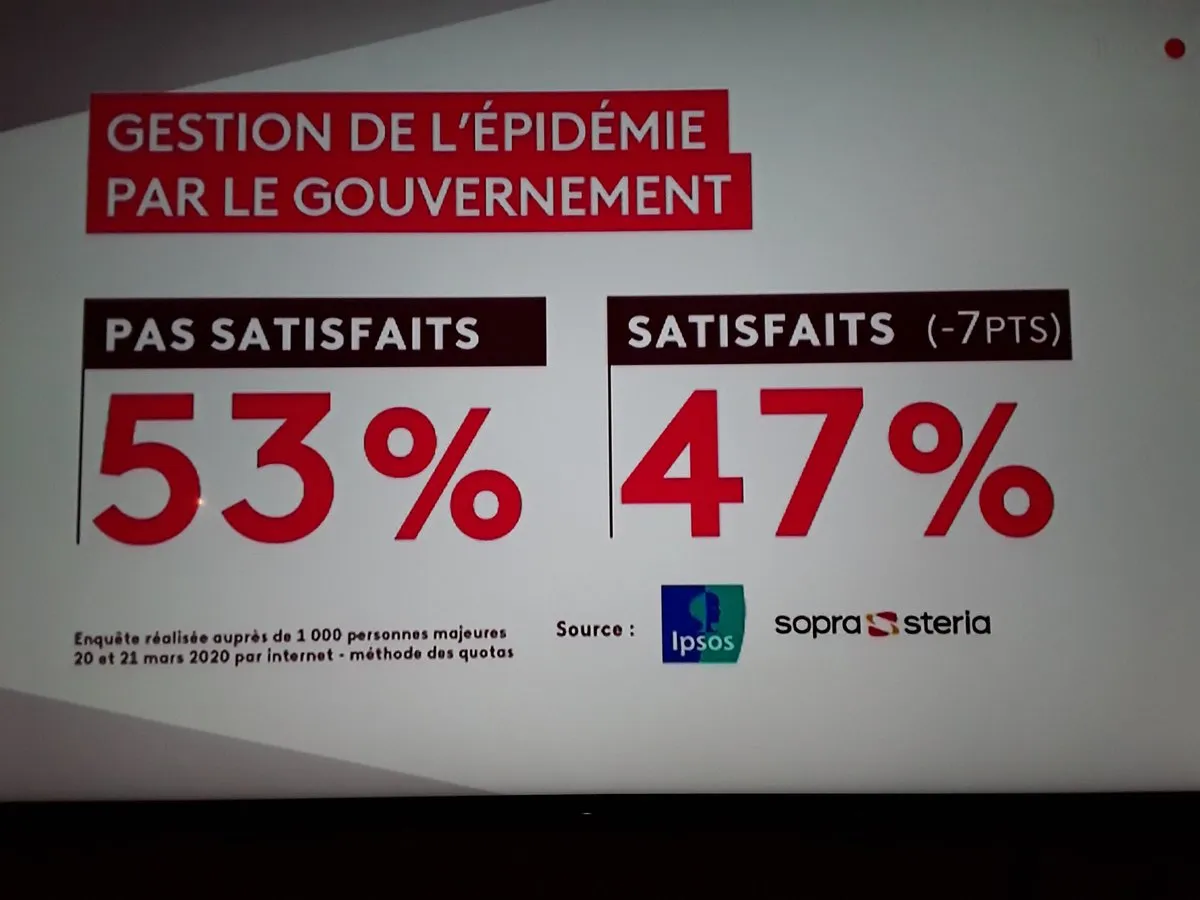 GESTION DE L'ÉPIDÉMIE
PAR LE GOUVERNEMENT
PAS SATISFAITS
53%
SATISFAITS (-7PTS)
47%
Enquête réalisée auprès de 1 000 personnes majeures
20 et 21 mars 2020 par internet - méthode des quotas
Source :
Ipsos
sopra steria